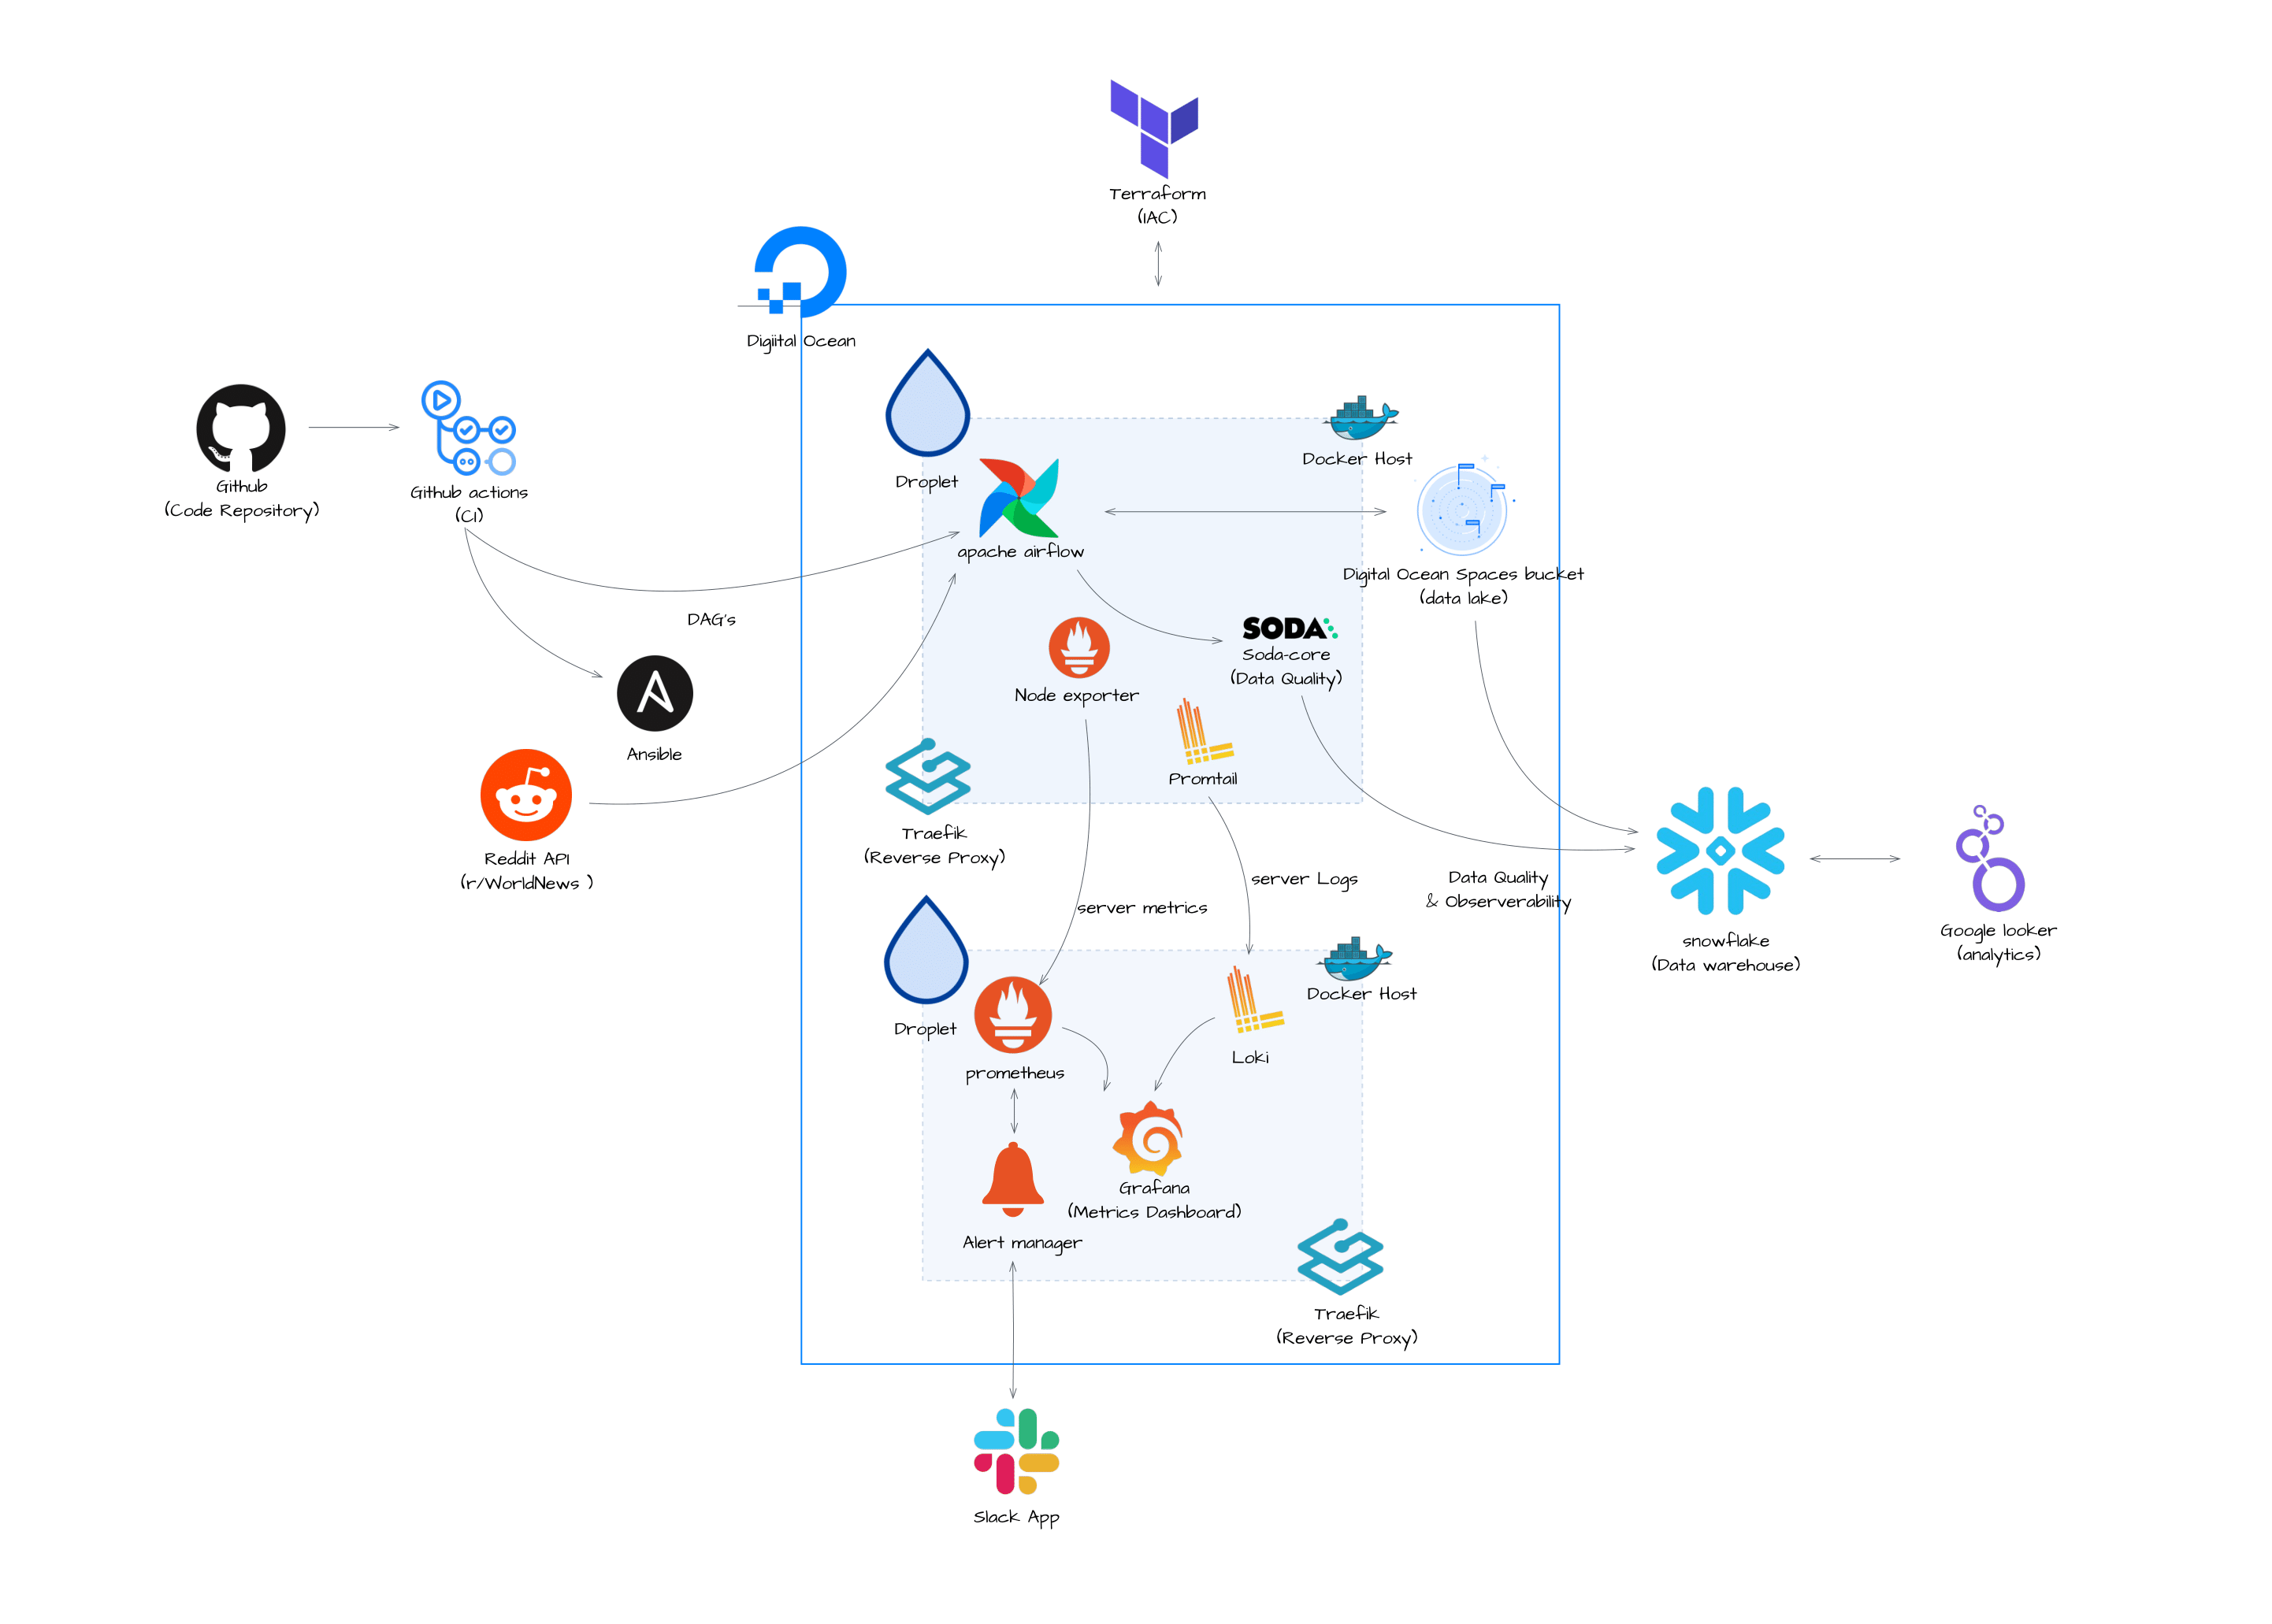 Terraform
(IAC)
Digiital Ocean
Github
(Code Repository)
Github actions
(CI)
Droplet
Docker Host
apache airflow
Digital Ocean Spaces bucket
(data lake)
DAG's
SODA
Soda-core
(Data Quality)
Node exporter
Ansible
Promtail
Traefik
(Reverse Proxy)
Reddit API
(r/WorldNews )
server metrics
server Logs
Data Quality
& Observerability
snowflake
(Data warehouse)
Google looker
(analytics)
Droplet
Docker Host
prometheus
Loki
Grafana
(Metrics Dashboard)
Alert manager
Traefik
(Reverse Proxy)
Slack App